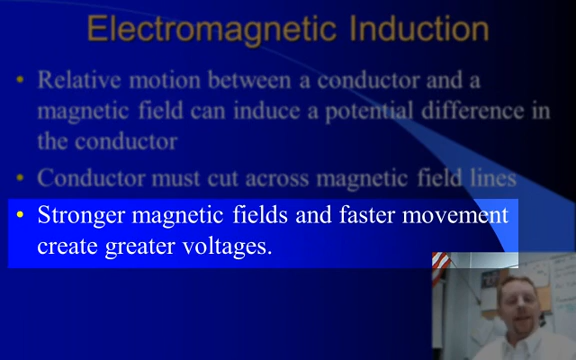 Electromagnetic Induction
• Relative motion between a conductor and a
magnetic field can induce a potential difference in
the conductor
• Conductor must cut across magnetic field lines
• Stronger magnetic fields and faster movement
create greater voltages.